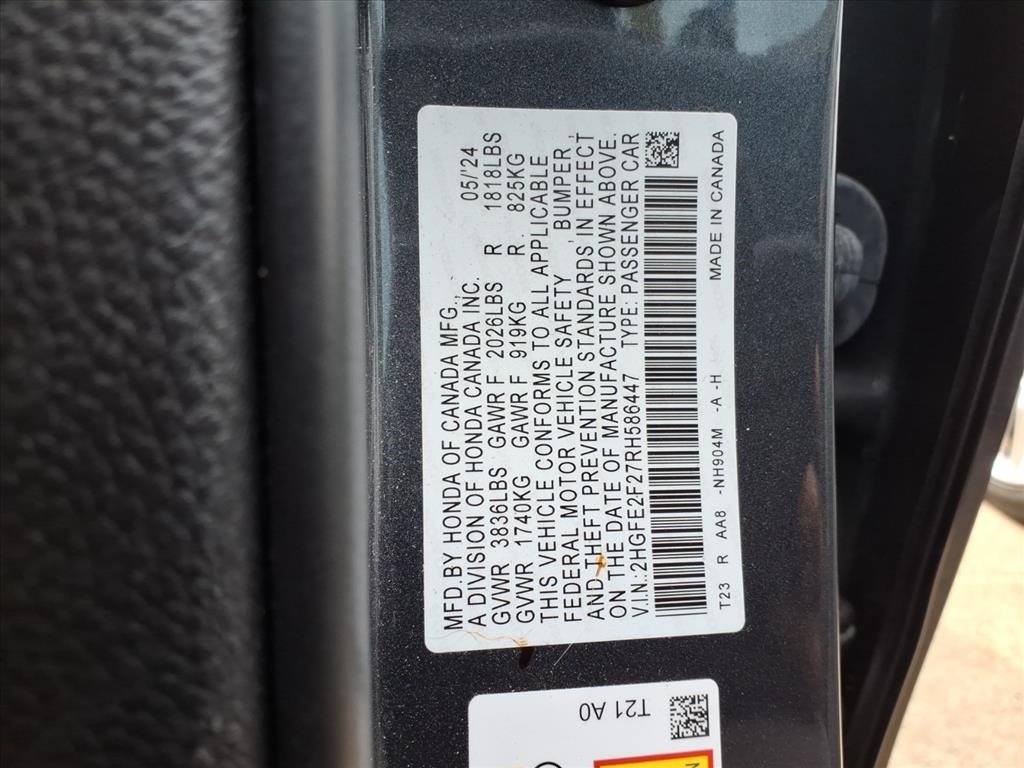 MFD.BY HONDA OF CANADA MFG., 05/'24
A DIVISION OF HONDA CANADA INC.
GVWR 3836LBS GAWR F 2026LBS R 1818LBS
GVWR 1740KG GAWR F 919KG R. 825KG
THIS VEHICLE CONFORMS TO ALL APPLICABLE
FEDERAL MOTOR VEHICLE SAFETY ,BUMPER,
AND THEFT PREVENTION STANDARDS IN EFFECT
ON THE DATE OF MANUFACTURE SHOWN ABOVE.
V.I.N.:2HGFE2F27RH586447 TYPE: PASSENGER CAR
T23 R AA8 -NH904M -A -H MADE IN CANADA
T21 A0